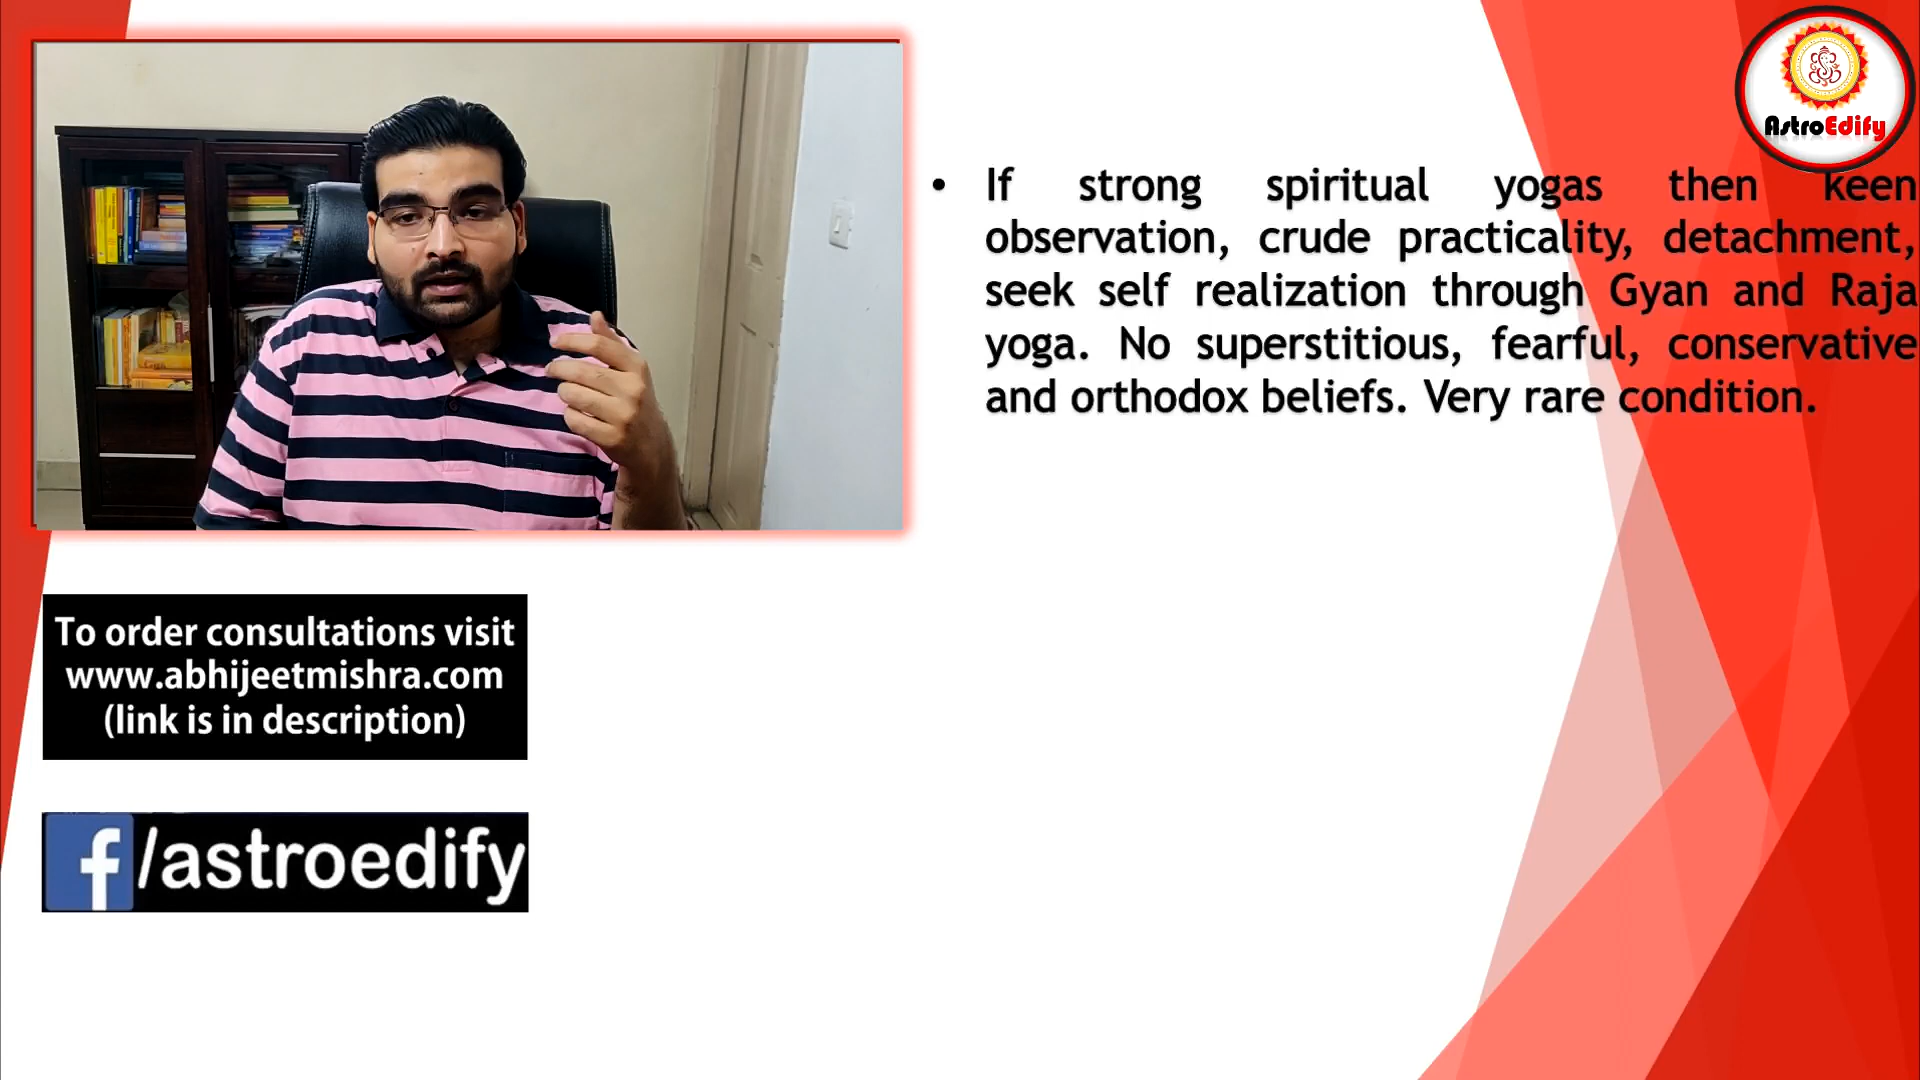 AstroEdify
• If strong spiritual yogas then keen
observation, crude practicality, detachment,
seek self realization through Gyan and Raja
yoga. No superstitious, fearful, conservative
and orthodox beliefs. Very rare condition.
To order consultations visit
www.abhijeetmishra.com
(link is in description)
f/astroedify